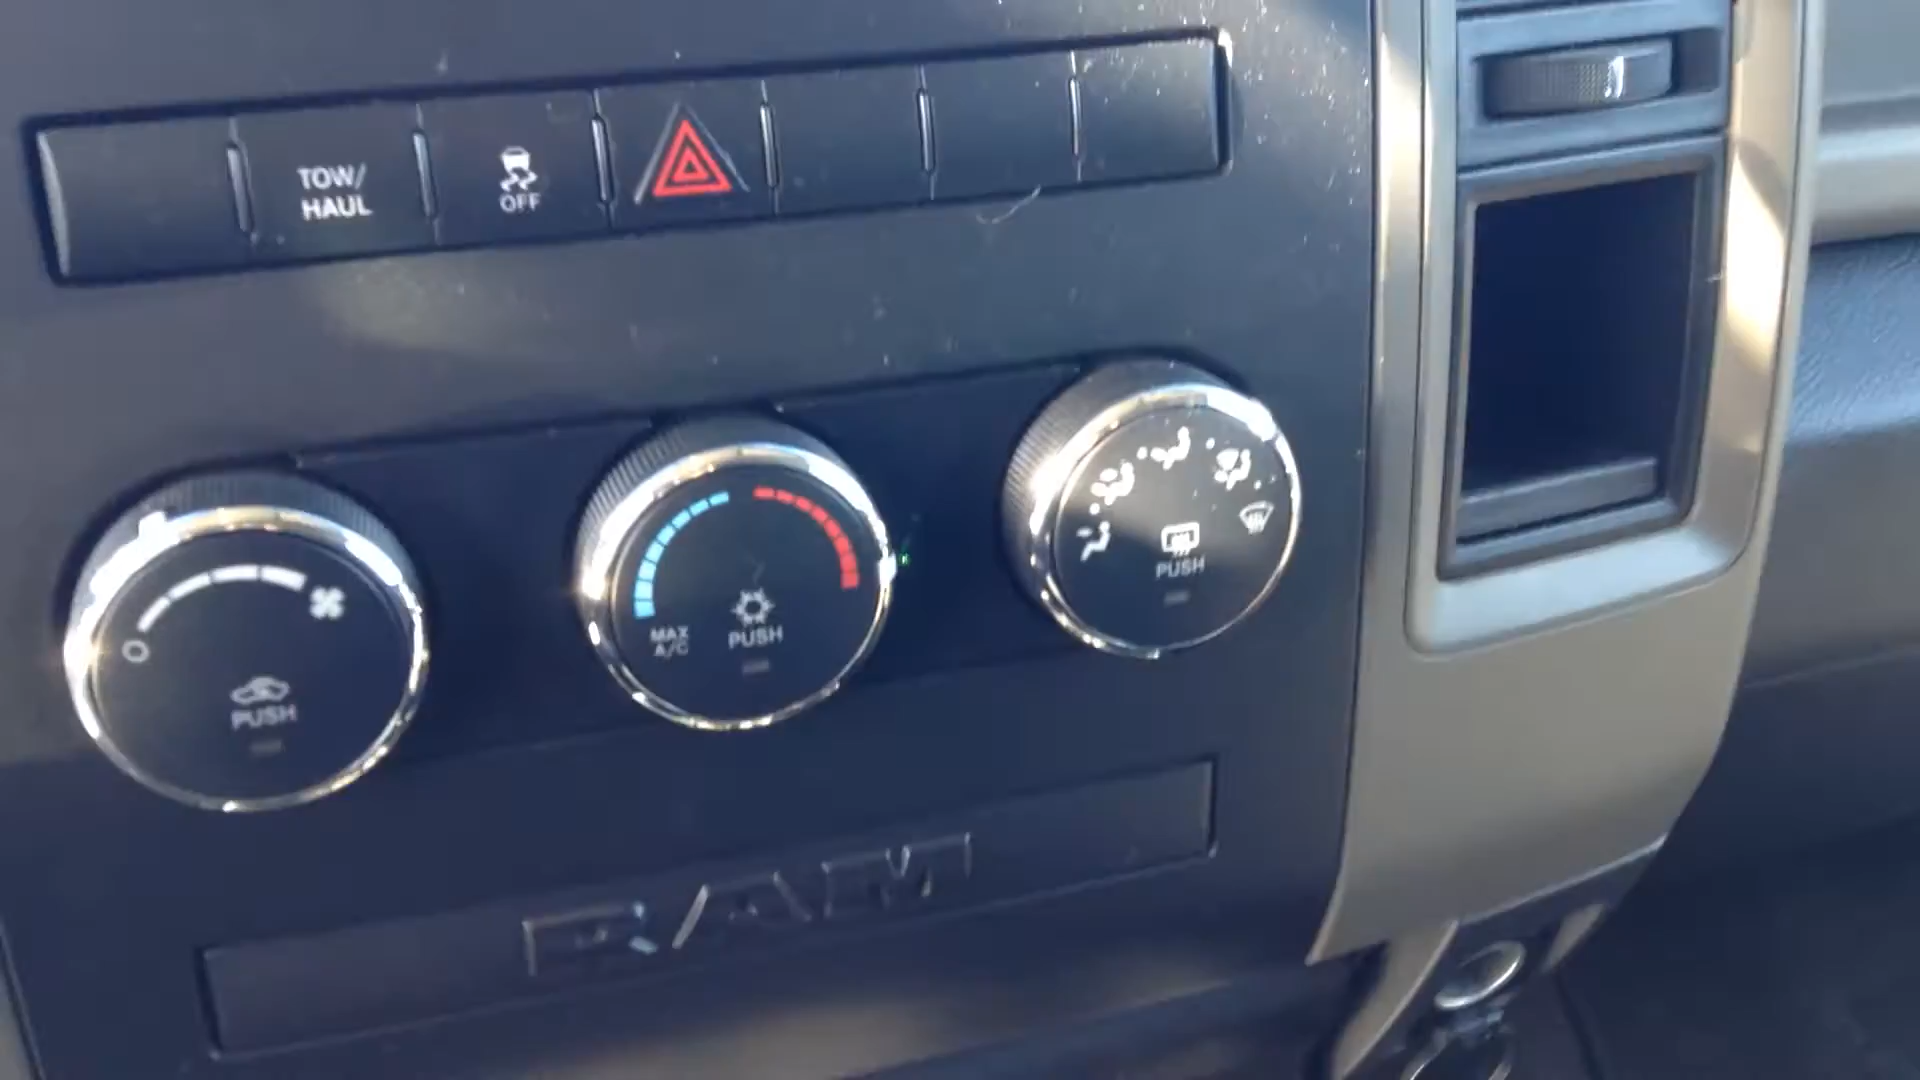 TOW/
HAUL
OFF
PUSH
MAX
A/C
PUSH
PUSH
RAM